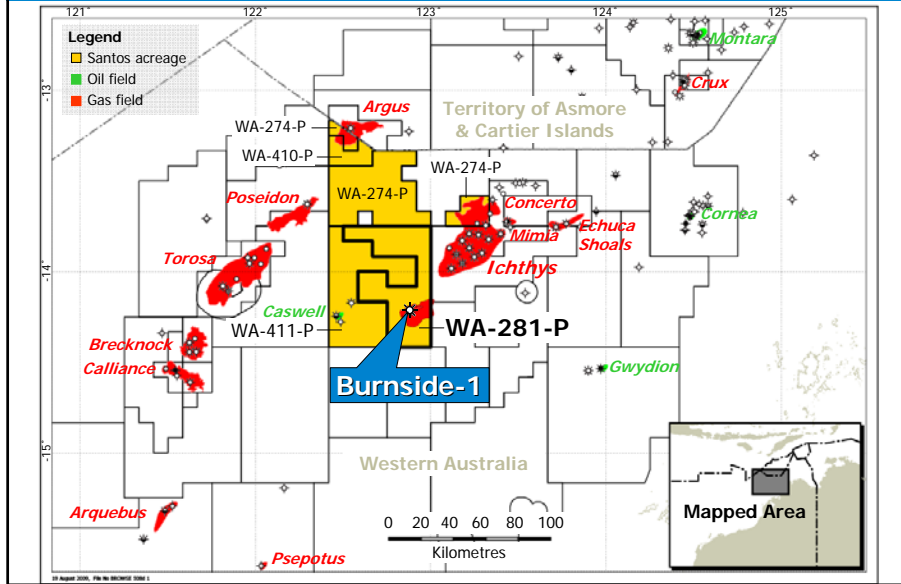 121
122
123
124
125
Legend
Santos acreage
Oil field
Gas field
-13°
Montara
Crux
Argus
Territory of Asmore
& Cartier Islands
WA-274-P
WA-410-P
WA-274-P
WA-274-P
Poseidon
Concerto
Cornea
Echuca
Shoals
Mimia
Torosa
Ichthys
-14°
Caswell
WA-411-P
WA-281-P
Brecknock
Calliance
Gwydion
Burnside-1
-15°
Western Australia
Arquebus
Psepotus
0 20 40 60 80 100
Kilometres
Mapped Area